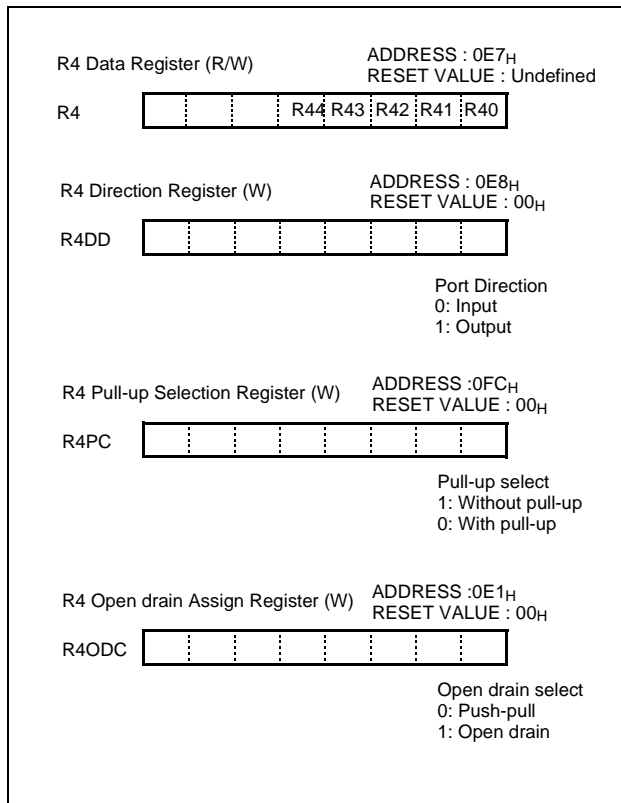 R4 Data Register (R/W)
ADDRESS : 0E7H
RESET VALUE : Undefined
R4
R44 R43 R42 R41 R40
R4 Direction Register (W)
ADDRESS : 0E8H
RESET VALUE : 00H
R4DD
Port Direction
0: Input
1: Output
R4 Pull-up Selection Register (W)
ADDRESS :0FCH
RESET VALUE : 00H
R4PC
Pull-up select
1: Without pull-up
0: With pull-up
R4 Open drain Assign Register (W)
ADDRESS :0E1H
RESET VALUE : 00H
R4ODC
Open drain select
0: Push-pull
1: Open drain